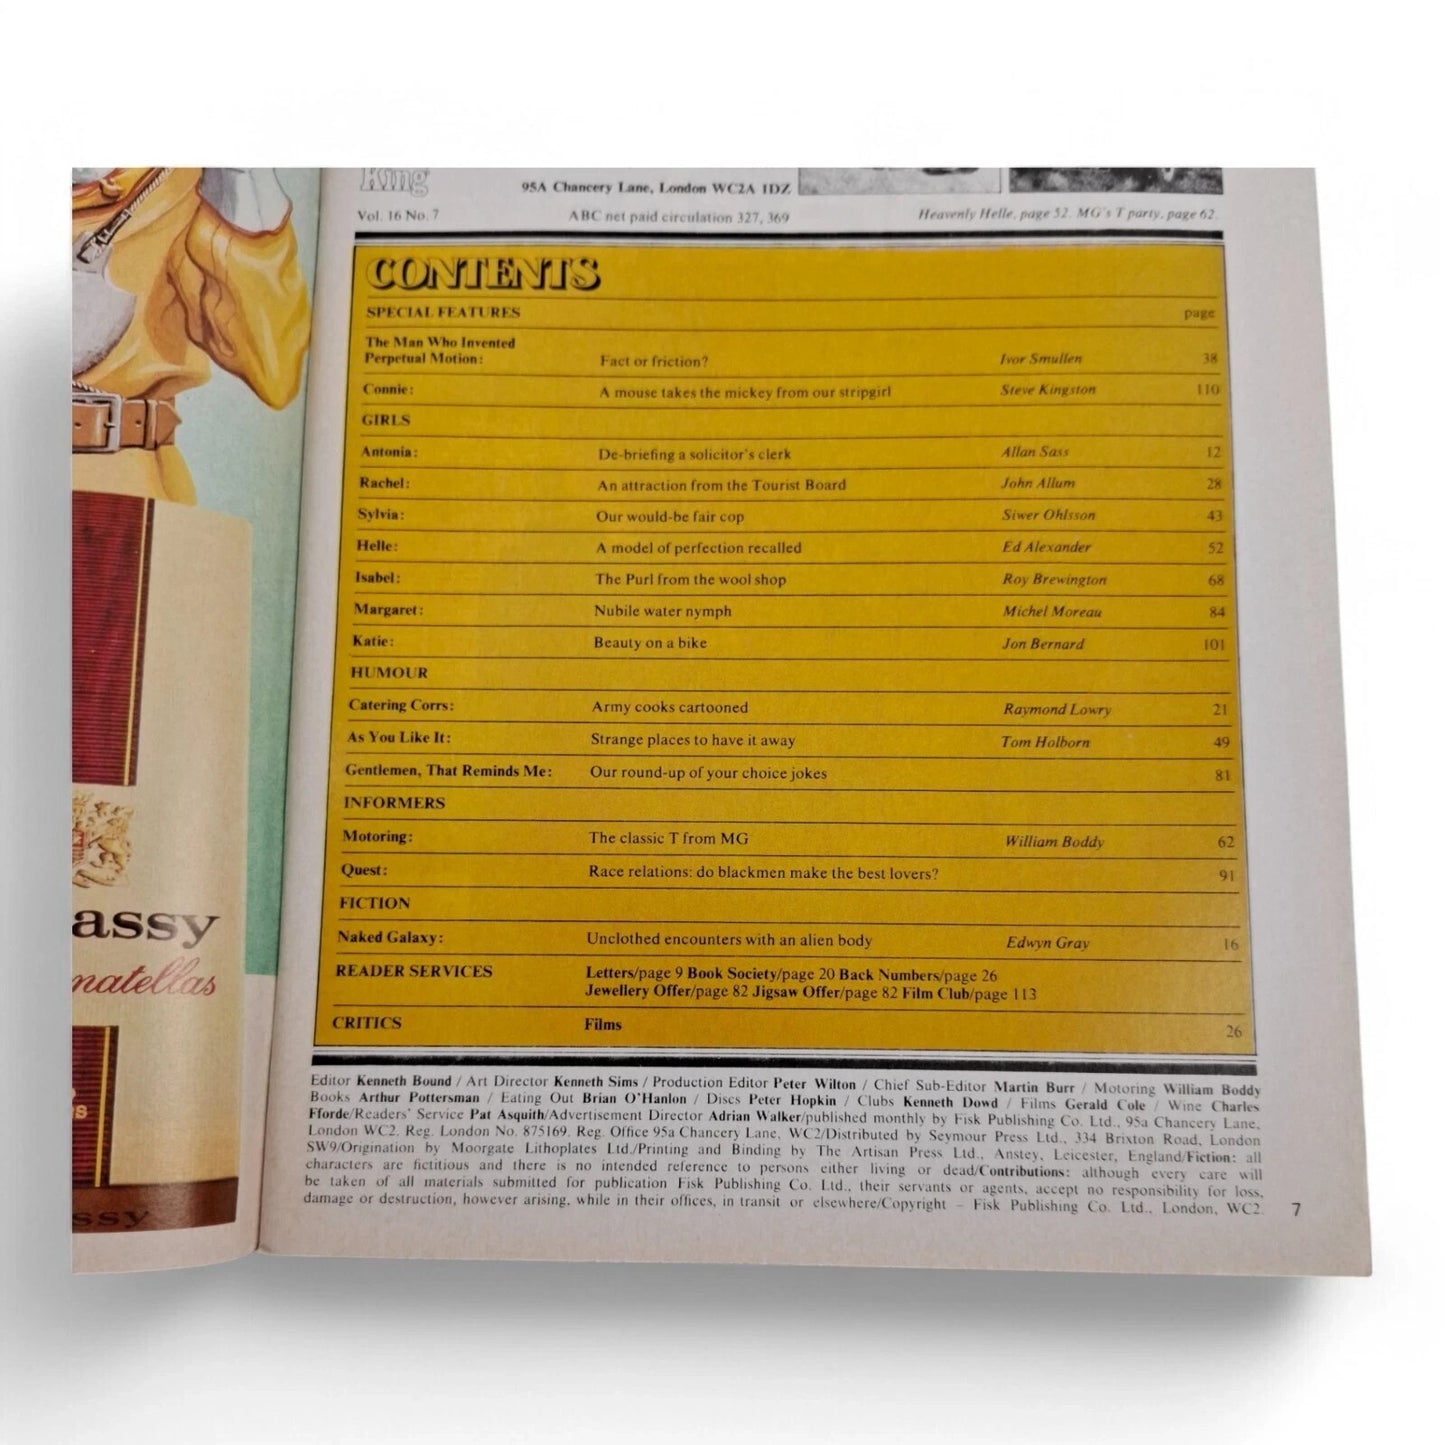 King
95A Chancery Lane, London WC2A 1DZ
Vol. 16 No. 7 ABC net paid circulation 327, 369 Heavenly Helle, page 52. MG's T party, page 62.
CONTENTS
SPECIAL FEATURES page
The Man Who Invented
Perpetual Motion: Fact or friction? Ivor Smullen 38
Connie: A mouse takes the mickey from our stripgirl Steve Kingston 110
GIRLS
Antonia: De-briefing a solicitor's clerk Allan Sass 12
Rachel: An attraction from the Tourist Board John Allum 28
Sylvia: Our would-be fair cop Siwer Ohlsson 43
Helle: A model of perfection recalled Ed Alexander 52
Isabel: The Purl from the wool shop Roy Brewington 68
Margaret: Nubile water nymph Michel Moreau 84
Katie: Beauty on a bike Jon Bernard 101
HUMOUR
Catering Corrs: Army cooks cartooned Raymond Lowry 21
As You Like It: Strange places to have it away Tom Holborn 49
Gentlemen, That Reminds Me: Our round-up of your choice jokes 81
INFORMERS
Motoring: The classic T from MG William Boddy 62
Quest: Race relations: do blackmen make the best lovers? 91
FICTION
Naked Galaxy: Unclothed encounters with an alien body Edwyn Gray 16
READER SERVICES Letters/page 9 Book Society/page 20 Back Numbers/page 26
Jewellery Offer/page 82 Jigsaw Offer/page 82 Film Club/page 113
CRITICS Films 26
Editor Kenneth Bound / Art Director Kenneth Sims / Production Editor Peter Wilton / Chief Sub-Editor Martin Burr / Motoring William Boddy
Books Arthur Pottersman / Eating Out Brian O'Hanlon / Discs Peter Hopkin / Clubs Kenneth Dowd / Films Gerald Cole / Wine Charles
Fforde/Readers' Service Pat Asquith/Advertisement Director Adrian Walker/published monthly by Fisk Publishing Co. Ltd., 95a Chancery Lane,
London WC2. Reg. London No. 875169. Reg. Office 95a Chancery Lane, WC2/Distributed by Seymour Press Ltd., 334 Brixton Road, London
SW9/Origination by Moorgate Lithoplates Ltd./Printing and Binding by The Artisan Press Ltd., Anstey, Leicester, England/Fiction: all
characters are fictitious and there is no intended reference to persons either living or dead/Contributions: although every care will
be taken of all materials submitted for publication Fisk Publishing Co. Ltd., their servants or agents, accept no responsibility for loss,
damage or destruction, however arising, while in their offices, in transit or elsewhere/Copyright – Fisk Publishing Co. Ltd., London, WC2. 7
assy
natellas
ssy